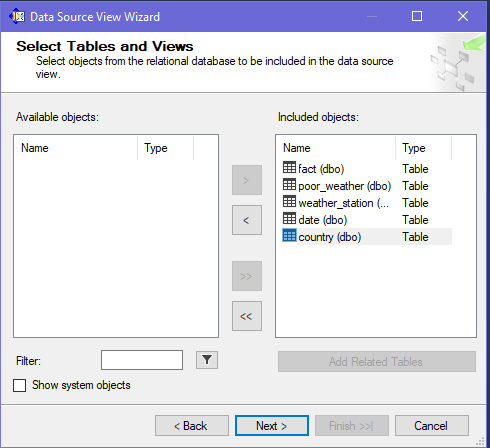 Data Source View Wizard
Select Tables and Views
Select objects from the relational database to be included in the data source
view.
Available objects:
Included objects:
Name Type
Name Type
fact (dbo) Table
poor_weather (dbo) Table
weather_station (... Table
date (dbo) Table
country (dbo) Table
>
<
>>
<<
Filter:
Add Related Tables
Show system objects
< Back Next > Finish >>| Cancel